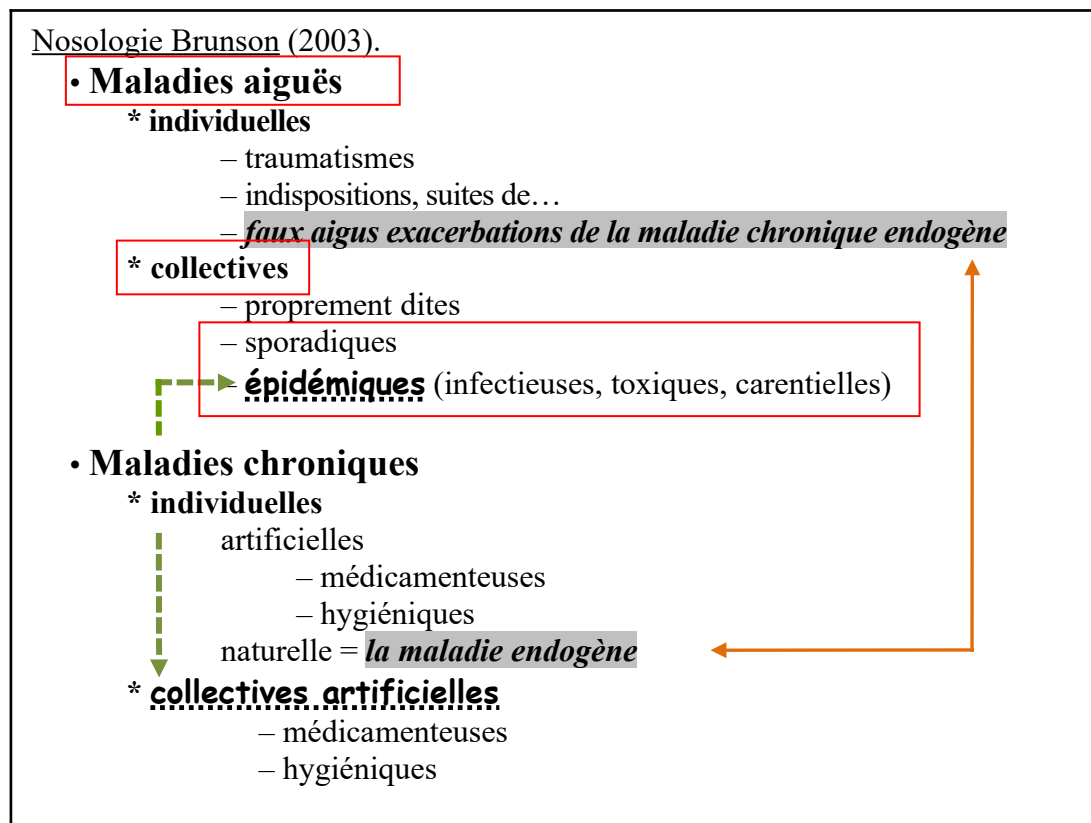 Nosologie Brunson (2003).
• Maladies aiguës
* individuelles
– traumatismes
– indispositions, suites de…
– faux aigus exacerbations de la maladie chronique endogène
* collectives
– proprement dites
– sporadiques
– épidémiques (infectieuses, toxiques, carentielles)
• Maladies chroniques
* individuelles
artificielles
– médicamenteuses
– hygiéniques
naturelle = la maladie endogène
* collectives artificielles
– médicamenteuses
– hygiéniques